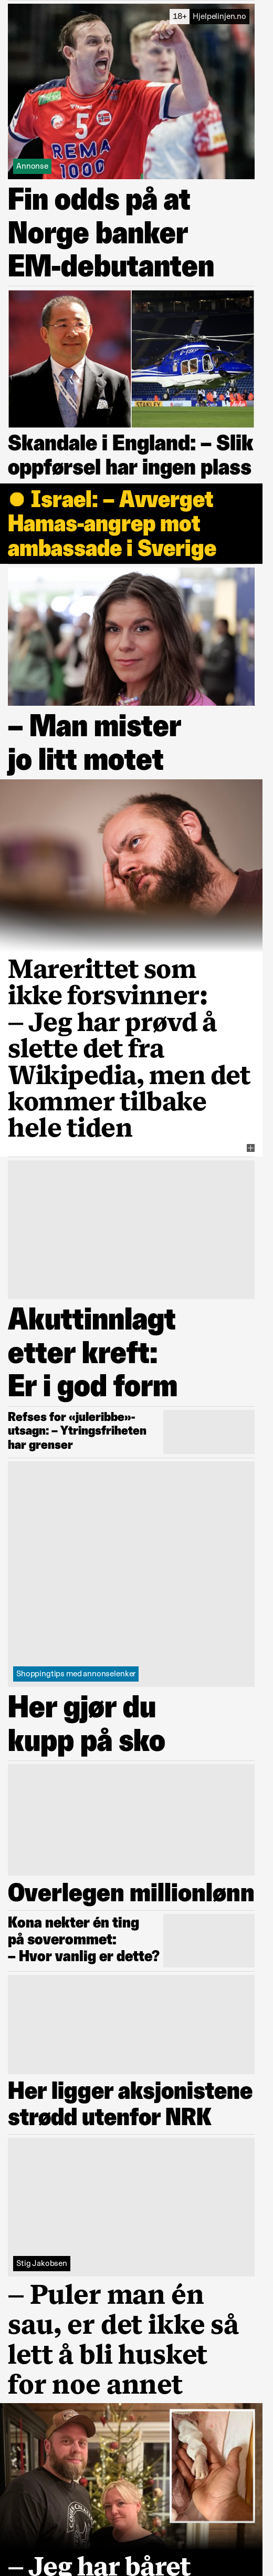 18+ Hjelpelinjen.no
5
REMA
1000
Annonse
Fin odds på at
Norge banker
EM-debutanten
STANLEY
Skandale i England: – Slik
oppførsel har ingen plass
Israel: – Avverget
Hamas-angrep mot
ambassade i Sverige
– Man mister
jo litt motet
Marerittet som
ikke forsvinner:
– Jeg har prøvd å
slette det fra
Wikipedia, men det
kommer tilbake
hele tiden
Akuttinnlagt
etter kreft:
Er i god form
Refses for «juleribbe»-
utsagn: – Ytringsfriheten
har grenser
Shoppingtips med annonselenker
Her gjør du
kupp på sko
Overlegen millionlønn
Kona nekter én ting
på soverommet:
– Hvor vanlig er dette?
Her ligger aksjonistene
strødd utenfor NRK
Stig Jakobsen
– Puler man én
sau, er det ikke så
lett å bli husket
for noe annet
– Jeg har båret